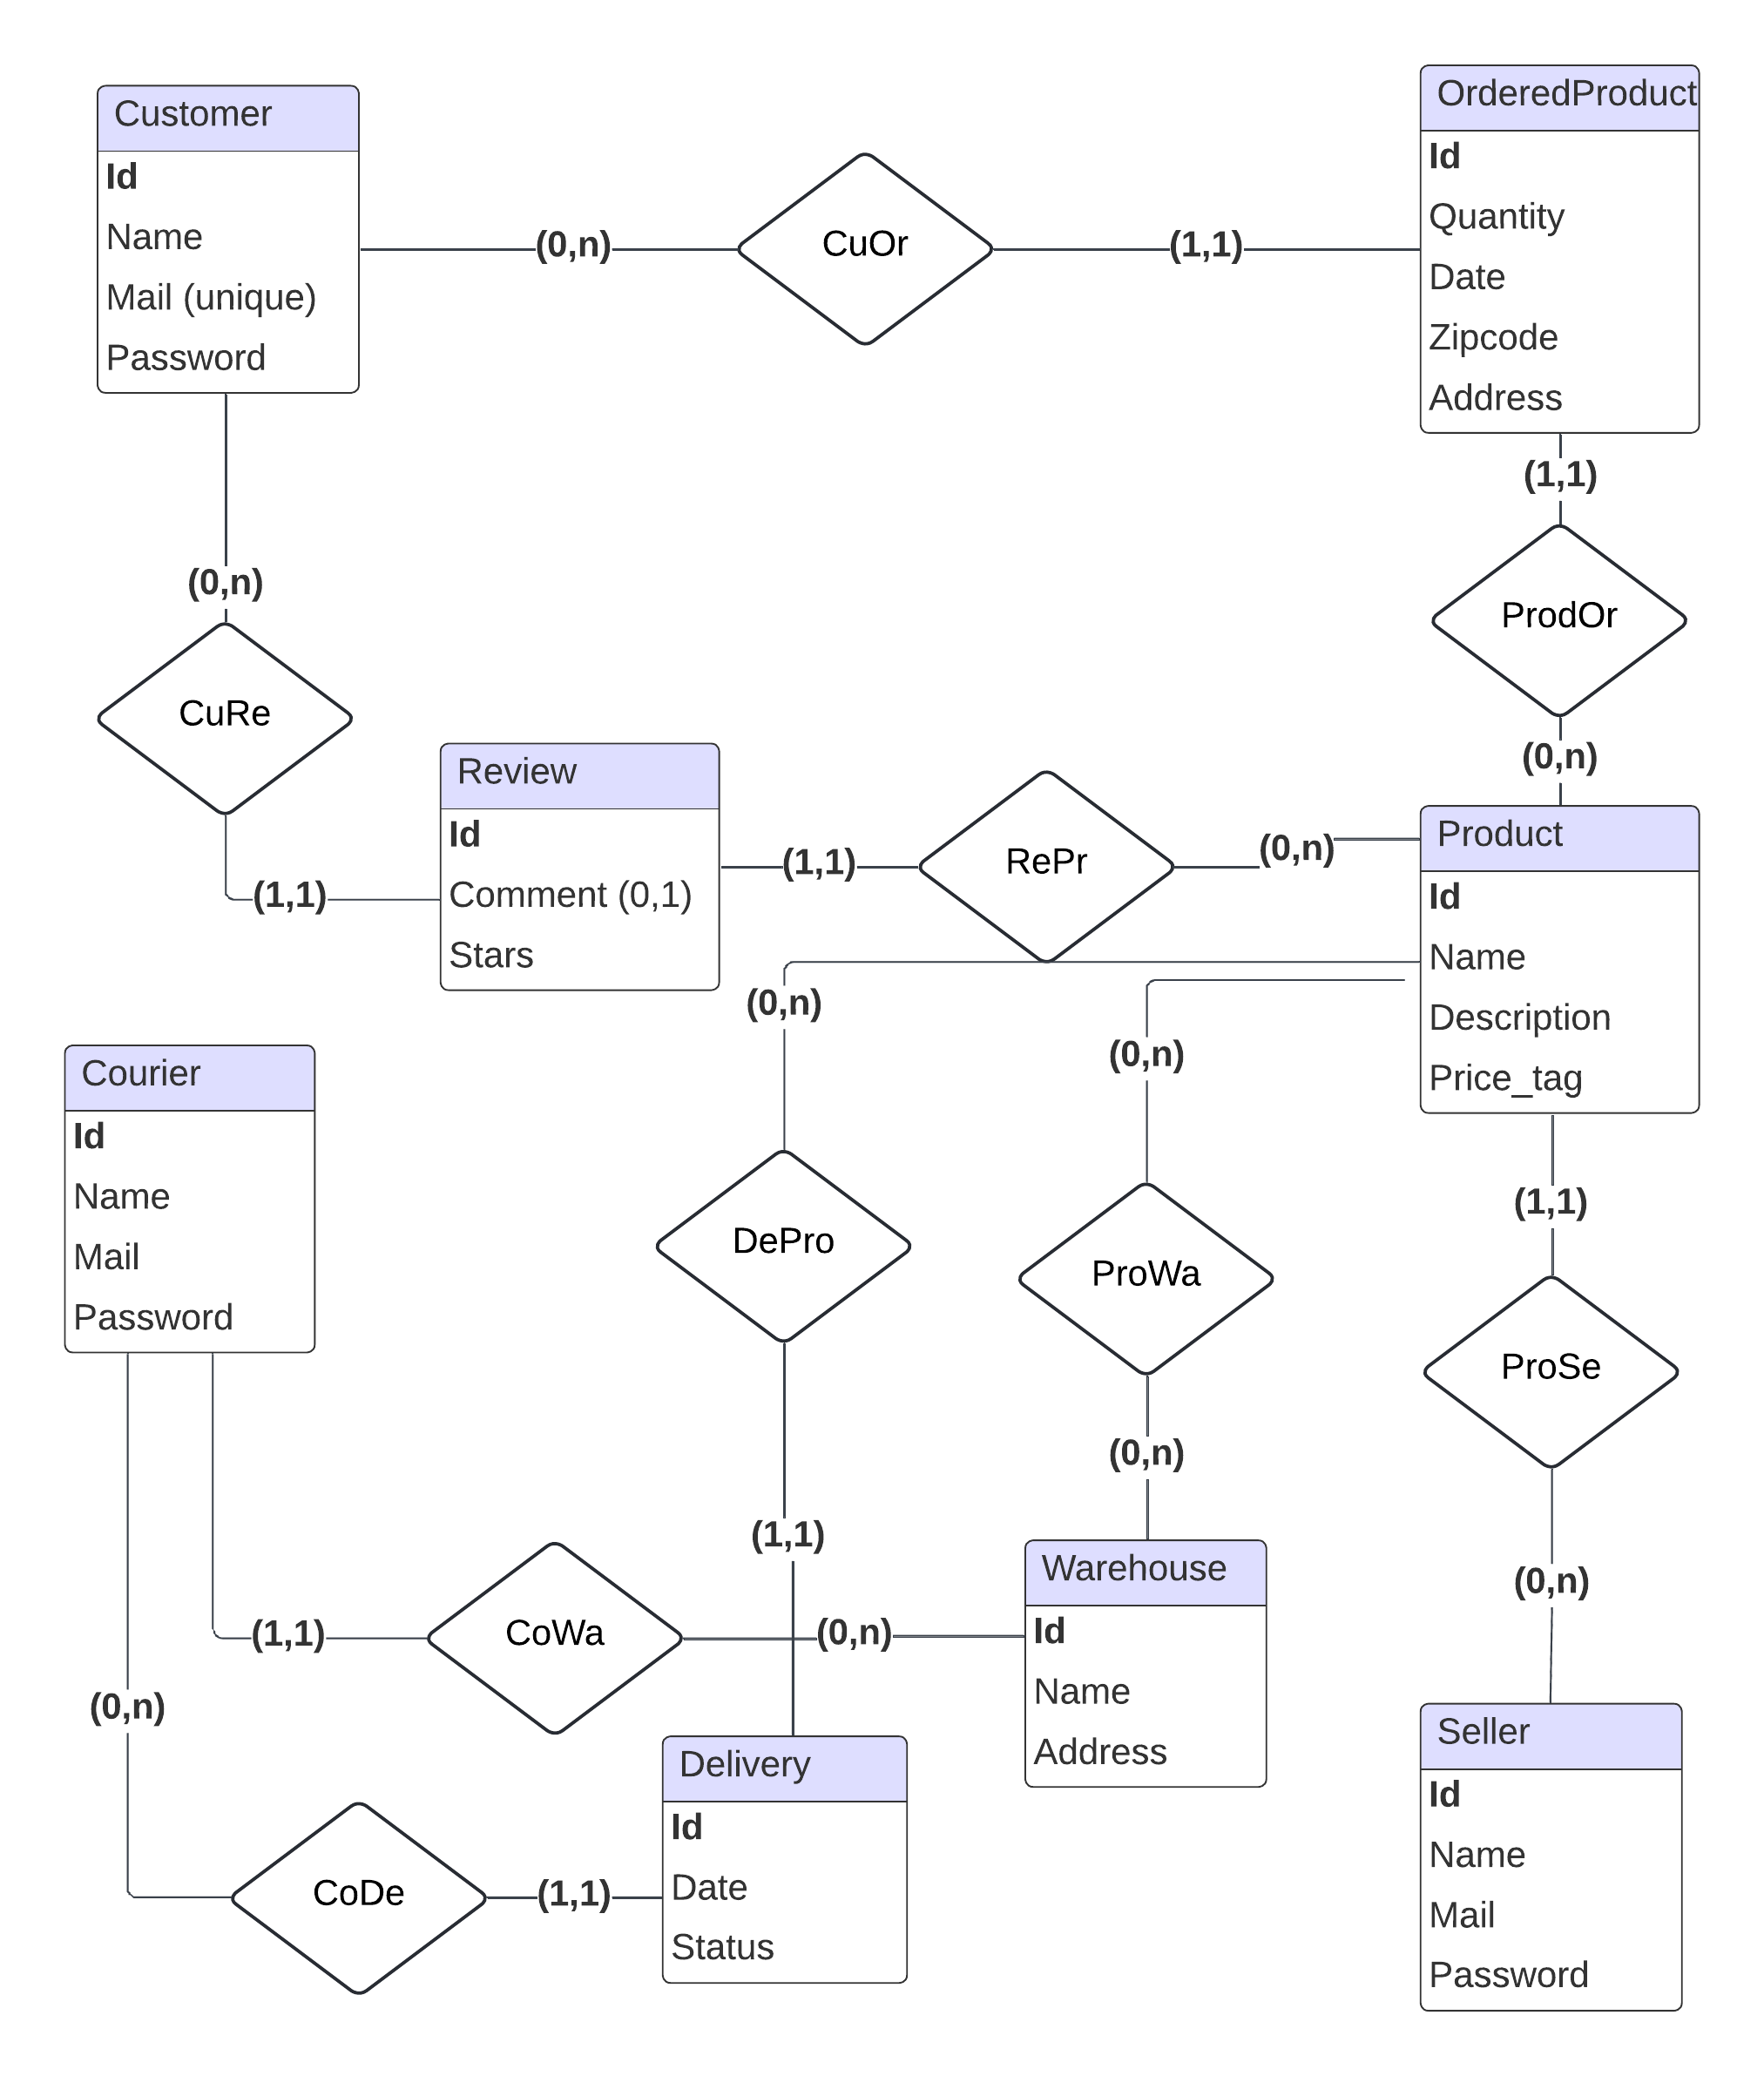 Customer
Id
Name
Mail (unique)
Password
(0,n)
CuOr
(1,1)
OrderedProduct
Id
Quantity
Date
Zipcode
Address
(1,1)
ProdOr
(0,n)
(0,n)
CuRe
(1,1)
Review
Id
Comment (0,1)
Stars
(1,1)
RePr
(0,n)
Product
Id
Name
Description
Price_tag
(0,n)
DePro
(1,1)
(0,n)
ProWa
(0,n)
(1,1)
ProSe
(0,n)
Courier
Id
Name
Mail
Password
(1,1)
CoWa
(0,n)
Warehouse
Id
Name
Address
(0,n)
CoDe
(1,1)
Delivery
Id
Date
Status
Seller
Id
Name
Mail
Password